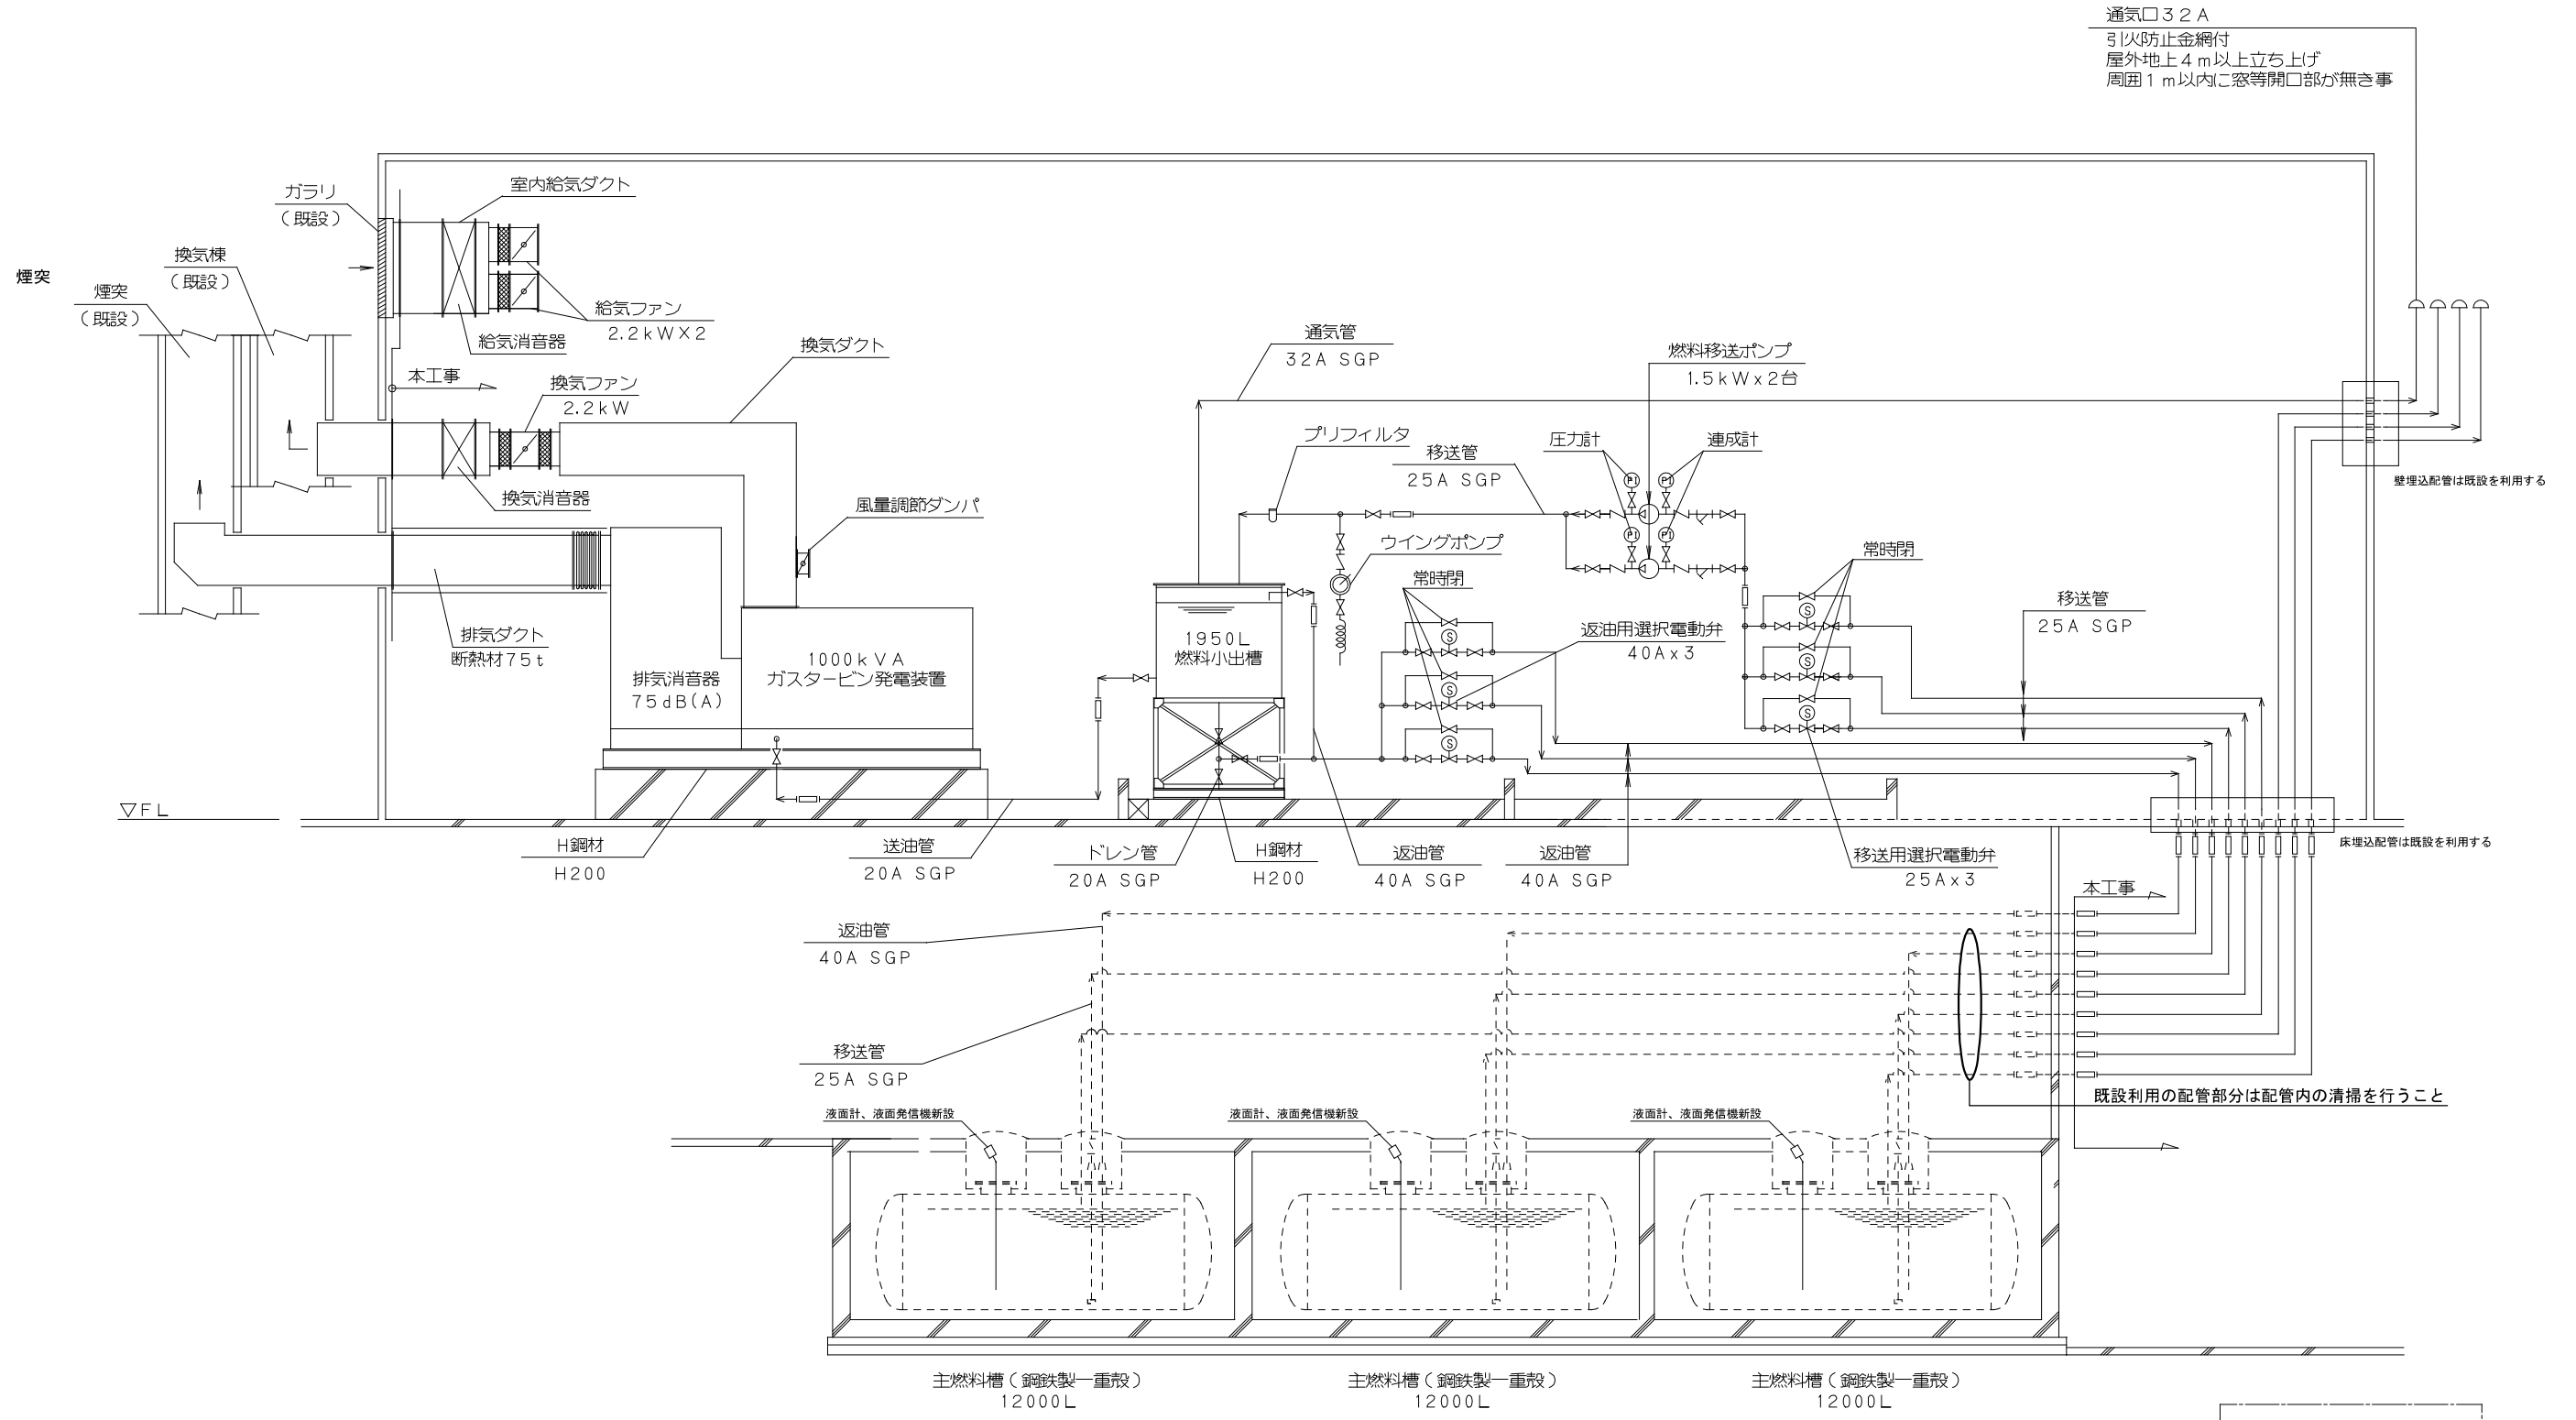 通気口32A
引火防止金網付
屋外地上4m以上立ち上げ
周囲1m以内に窓等開口部が無き事
ガラリ
(既設)
室内給気ダクト
換気棟
(既設)
煙突
煙突
(既設)
給気ファン
2.2kWX2
給気消音器
本工事
換気ファン
2.2kW
換気ダクト
換気消音器
風量調節ダンパ
排気ダクト
断熱材75t
排気消音器
75dB(A)
1000kVA
ガスタービン発電装置
通気管
32A SGP
燃料移送ポンプ
1.5kWx2台
プリフィルタ
移送管
25A SGP
圧力計
連成計
PI
PI
PI
PI
ウイングポンプ
常時閉
常時閉
1950L
燃料小出槽
返油用選択電動弁
40Ax3
S
S
S
S
S
S
移送管
25A SGP
壁埋込配管は既設を利用する
▽FL
H鋼材
H200
送油管
20A SGP
ドレン管
20A SGP
H鋼材
H200
返油管
40A SGP
返油管
40A SGP
移送用選択電動弁
25Ax3
床埋込配管は既設を利用する
本工事
返油管
40A SGP
移送管
25A SGP
既設利用の配管部分は配管内の清掃を行うこと
液面計、液面発信機新設
液面計、液面発信機新設
液面計、液面発信機新設
主燃料槽(鋼鉄製一重殻)
12000L
主燃料槽(鋼鉄製一重殻)
12000L
主燃料槽(鋼鉄製一重殻)
12000L